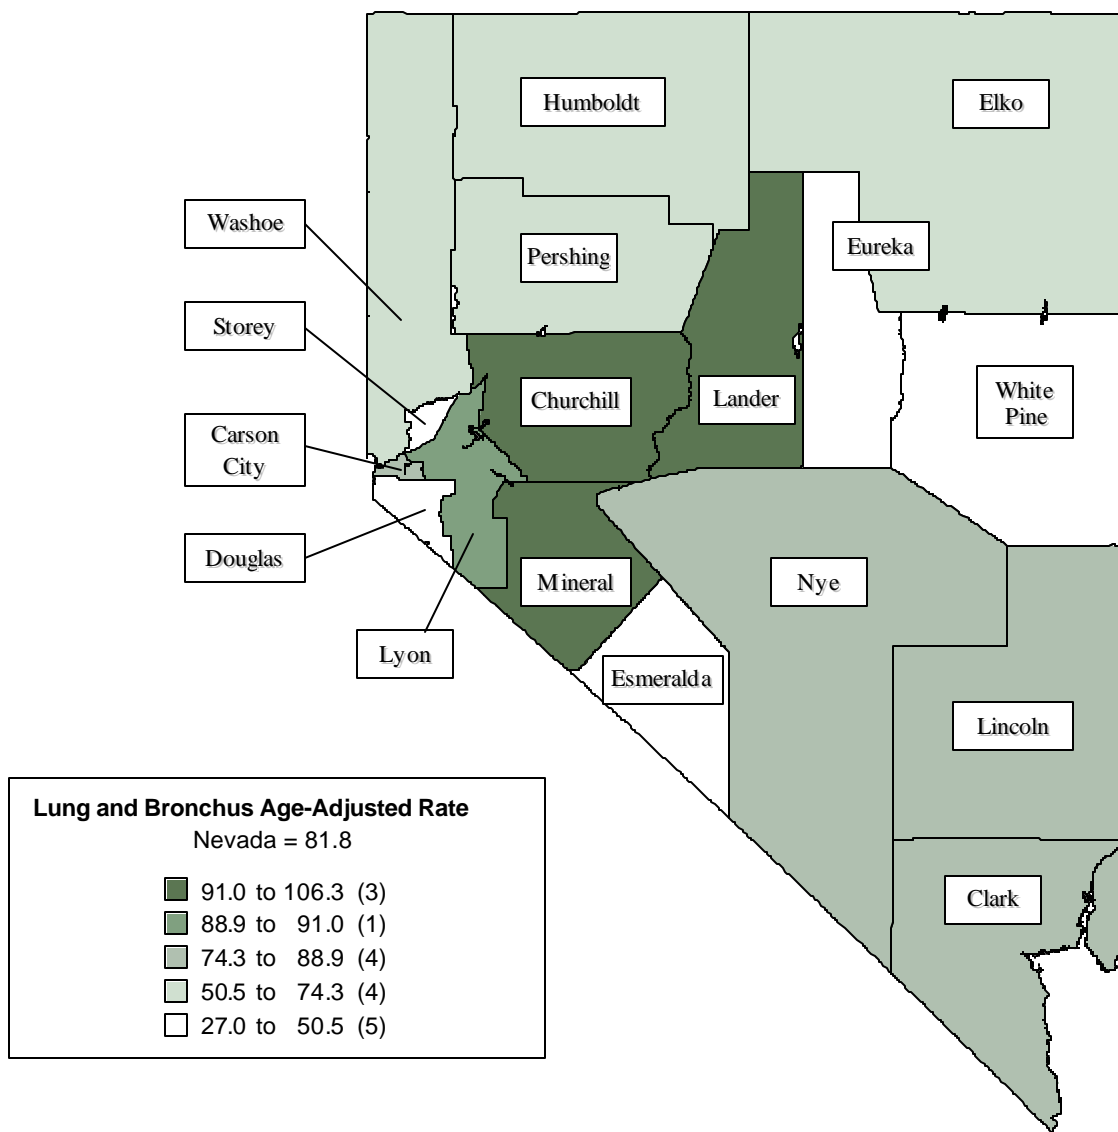 Humboldt
Elko
Washoe
Pershing
Eureka
Storey
Churchill
Lander
White
Pine
Carson
City
Douglas
Mineral
Nye
Lyon
Esmeralda
Lincoln
Clark
Lung and Bronchus Age-Adjusted Rate
Nevada = 81.8
91.0 to 106.3 (3)
88.9 to 91.0 (1)
74.3 to 88.9 (4)
50.5 to 74.3 (4)
27.0 to 50.5 (5)